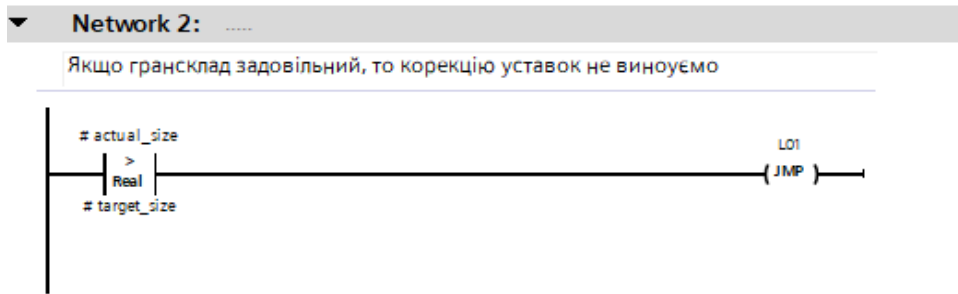 Network 2: .....
Якщо грансклад задовільний, то корекцію уставок не виноуємо
# actual_size
>
Real
# target_size
L01
JMP